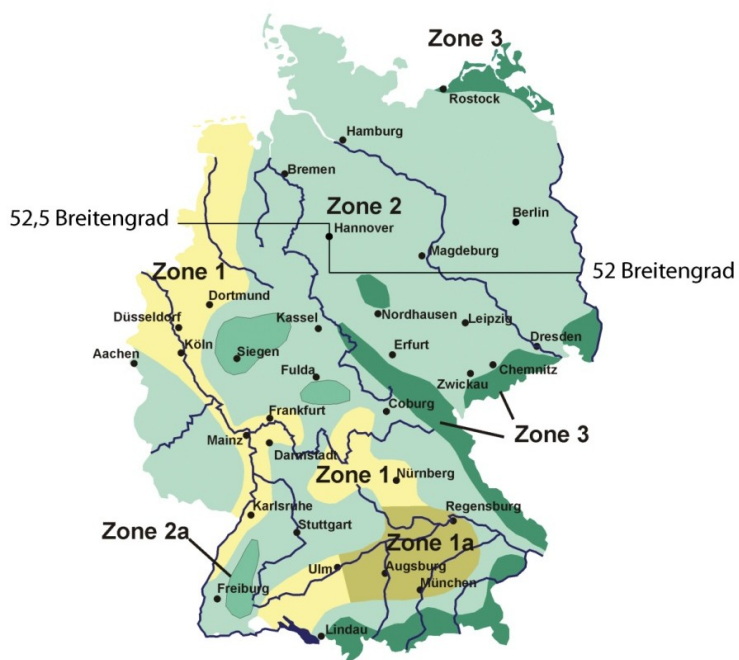 Zone 3
Rostock
Hamburg
Bremen
Zone 2
Berlin
52,5 Breitengrad
Hannover
Magdeburg
52 Breitengrad
Zone 1
Dortmund
Düsseldorf
Kassel
Nordhausen
Leipzig
Köln
Siegen
Erfurt
Dresden
Aachen
Fulda
Chemnitz
Zwickau
Frankfurt
Coburg
Zone 3
Mainz
Darmstadt
Zone 1
Nürnberg
Karlsruhe
Regensburg
Zone 2a
Stuttgart
Zone 1a
Ulm
Augsburg
München
Freiburg
Lindau